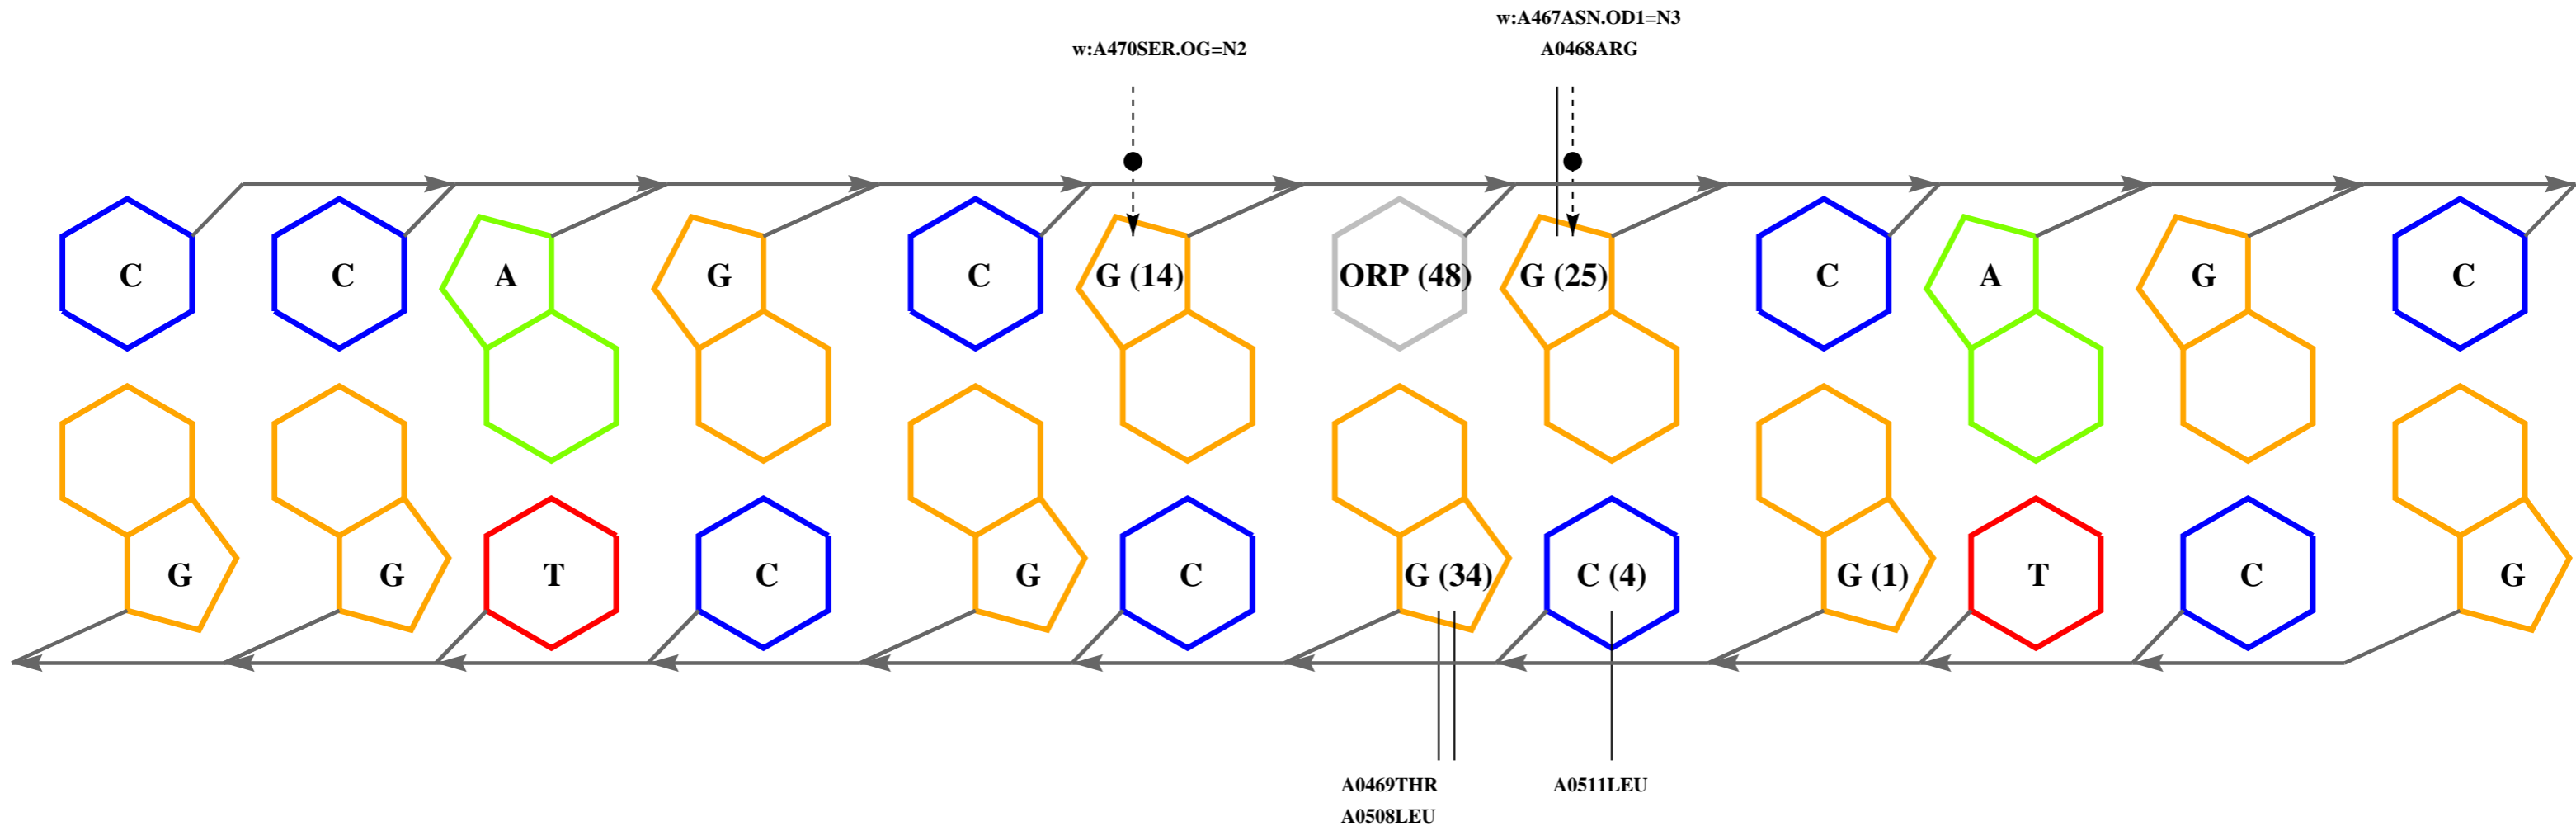 w:A467ASN.OD1=N3
w:A470SER.OG=N2 A0468ARG
C C A G C G (14) ORP (48) G (25) C A G C
G G T C G C G (34) C (4) G (1) T C G
A0469THR A0511LEU
A0508LEU